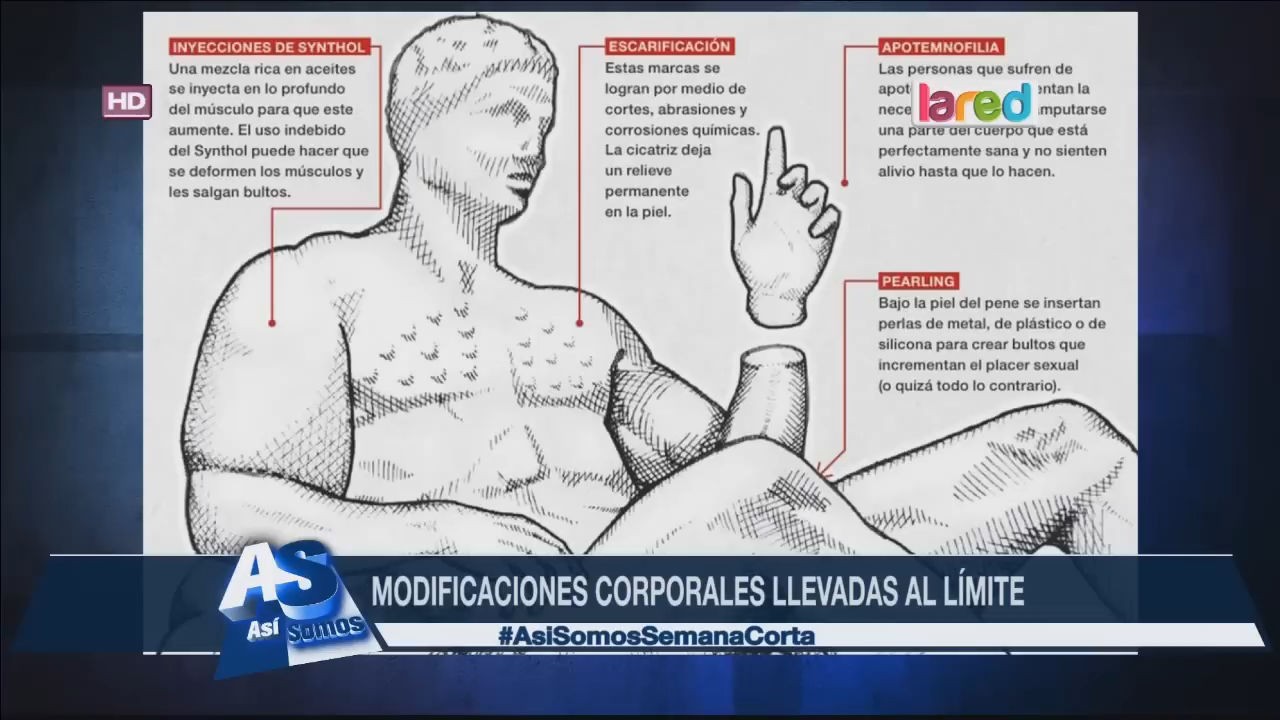 INYECCIONES DE SYNTHOL
Una mezcla rica en aceites
se inyecta en lo profundo
del músculo para que este
aumente. El uso indebido
del Synthol puede hacer que
se deformen los músculos y
les salgan bultos.
ESCARIFICACIÓN
Estas marcas se
logran por medio de
cortes, abrasiones y
corrosiones químicas.
La cicatriz deja
un relieve
permanente
en la piel.
APOTEMNOFILIA
Las personas que sufren de
la
una parte del cuerpo que está
perfectamente sana y no sienten
alivio hasta que lo hacen.
PEARLING
Bajo la piel del pene se insertan
perlas de metal, de plástico o de
silicona para crear bultos que
incrementan el placer sexual
(o quizá todo lo contrario).
HD
lared
AS
Así Somos
MODIFICACIONES CORPORALES LLEVADAS AL LÍMITE
#AsiSomosSemanaCorta